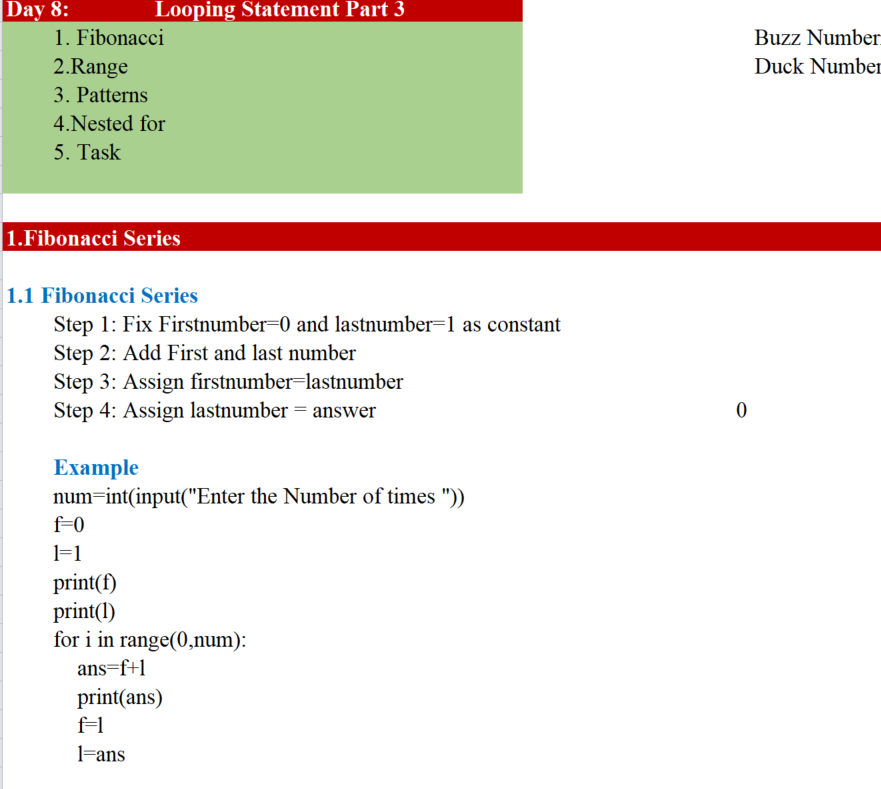 Day 8: Looping Statement Part 3
1. Fibonacci
Buzz Number
2.Range
Duck Number
3. Patterns
4.Nested for
5. Task
1.Fibonacci Series
1.1 Fibonacci Series
Step 1: Fix Firstnumber=0 and lastnumber=1 as constant
Step 2: Add First and last number
Step 3: Assign firstnumber=lastnumber
Step 4: Assign lastnumber = answer
0
Example
num=int(input("Enter the Number of times "))
f=0
l=1
print(f)
print(l)
for i in range(0,num):
ans=f+l
print(ans)
f=l
l=ans